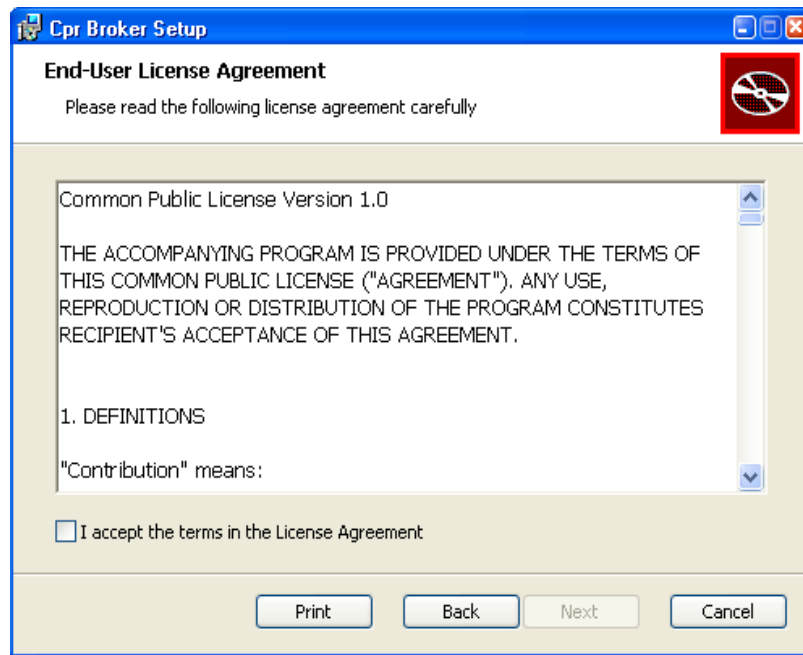 Cpr Broker Setup
End-User License Agreement
Please read the following license agreement carefully
Common Public License Version 1.0
THE ACCOMPANYING PROGRAM IS PROVIDED UNDER THE TERMS OF
THIS COMMON PUBLIC LICENSE ("AGREEMENT"). ANY USE,
REPRODUCTION OR DISTRIBUTION OF THE PROGRAM CONSTITUTES
RECIPIENT'S ACCEPTANCE OF THIS AGREEMENT.
1. DEFINITIONS
"Contribution" means:
I accept the terms in the License Agreement
Print Back Next Cancel